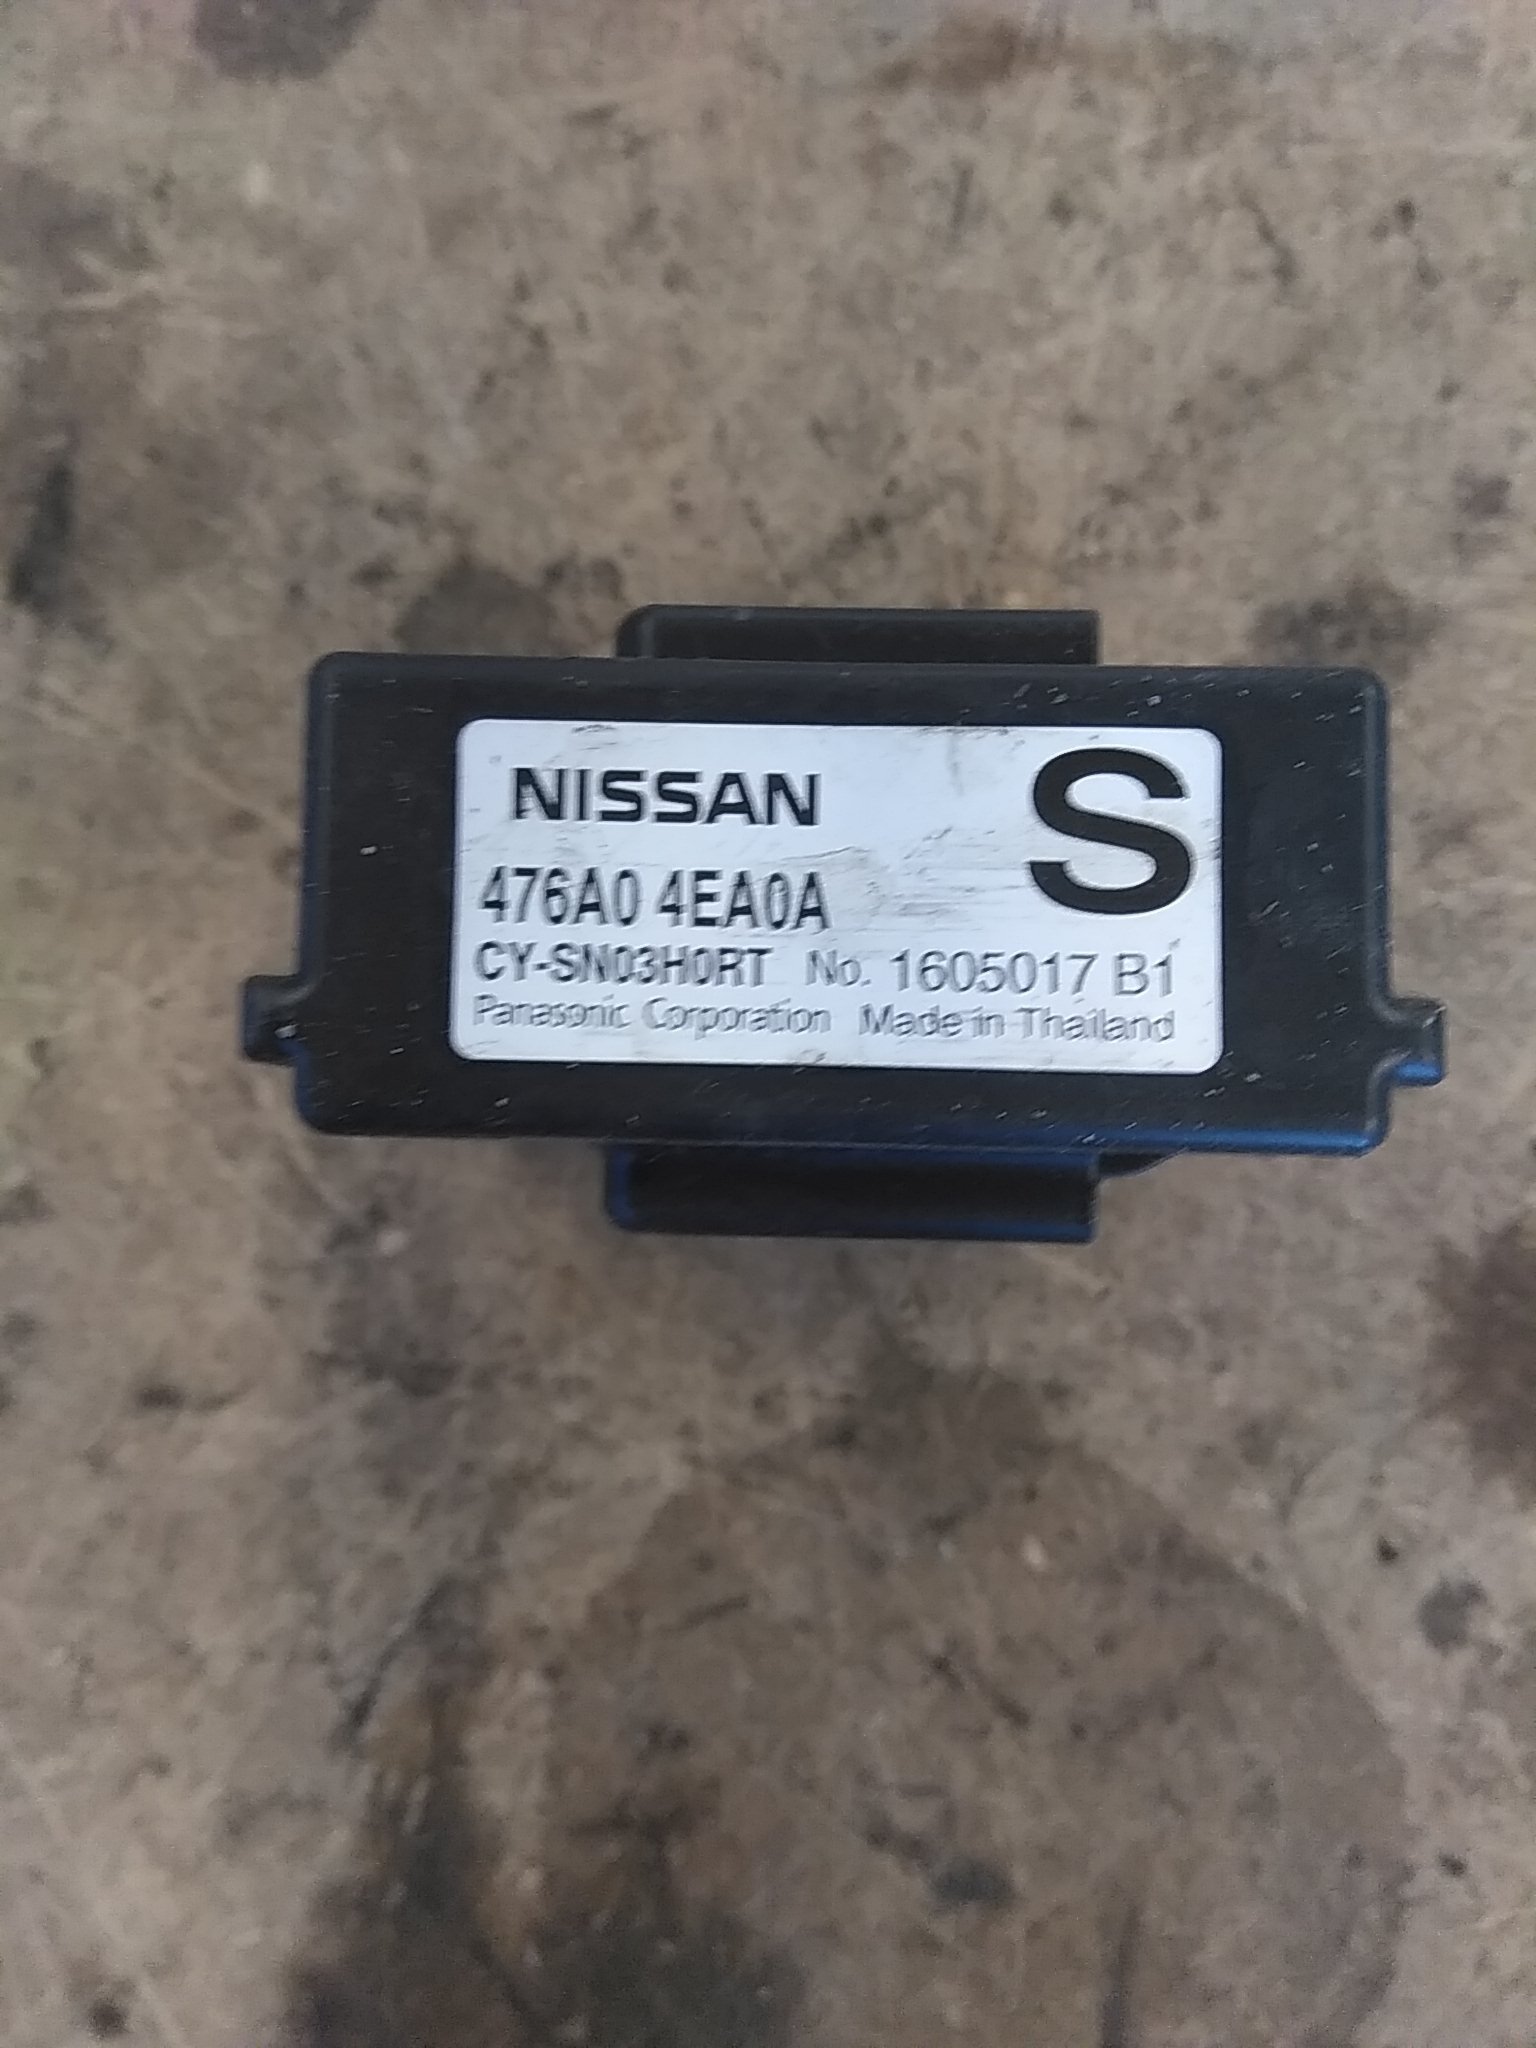 NISSAN S
476A0 4EA0A
CY-SN03H0RT No. 1605017 B1
Panasonic Corporation Made in Thailand